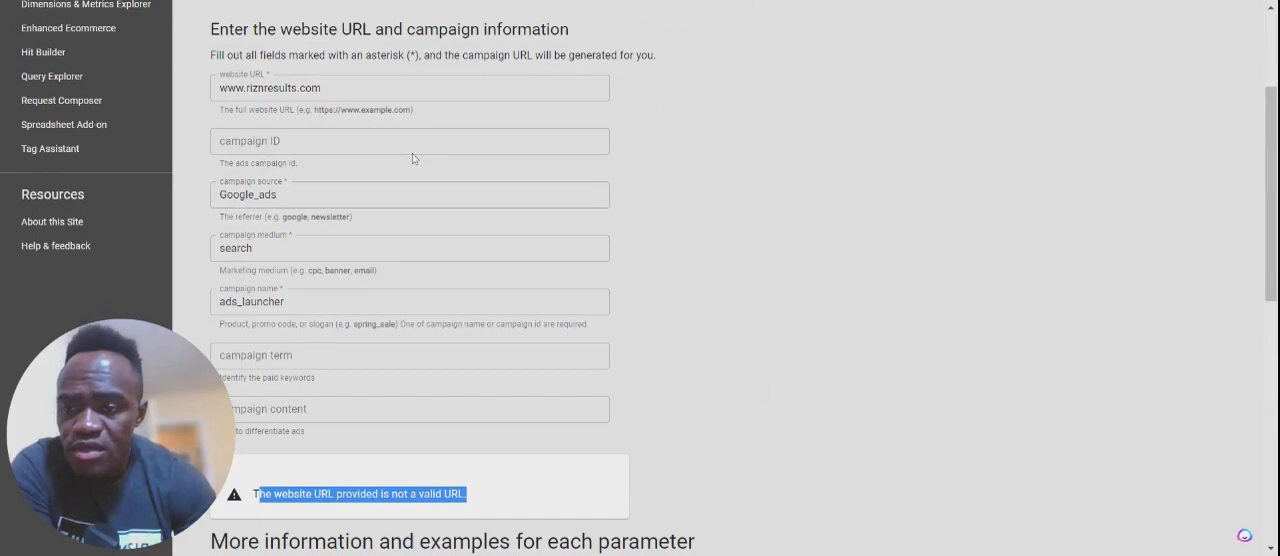 Dimensions & Metrics Explorer
Enhanced Ecommerce
Hit Builder
Query Explorer
Request Composer
Spreadsheet Add-on
Tag Assistant
Resources
About this Site
Help & feedback
Enter the website URL and campaign information
Fill out all fields marked with an asterisk (*), and the campaign URL will be generated for you.
website URL *
www.riznresults.com
The full website URL (e.g. https://www.example.com)
campaign ID
The ads campaign id.
campaign source *
Google_ads
The referrer (e.g. google, newsletter)
campaign medium *
search
Marketing medium (e.g. cpc, banner, email)
campaign name *
ads_launcher
Product, promo code, or slogan (e.g. spring_sale) One of campaign name or campaign id are required.
campaign term
Identify the paid keywords
mpaign content
to differentiate ads
The website URL provided is not a valid URL.
More information and examples for each parameter